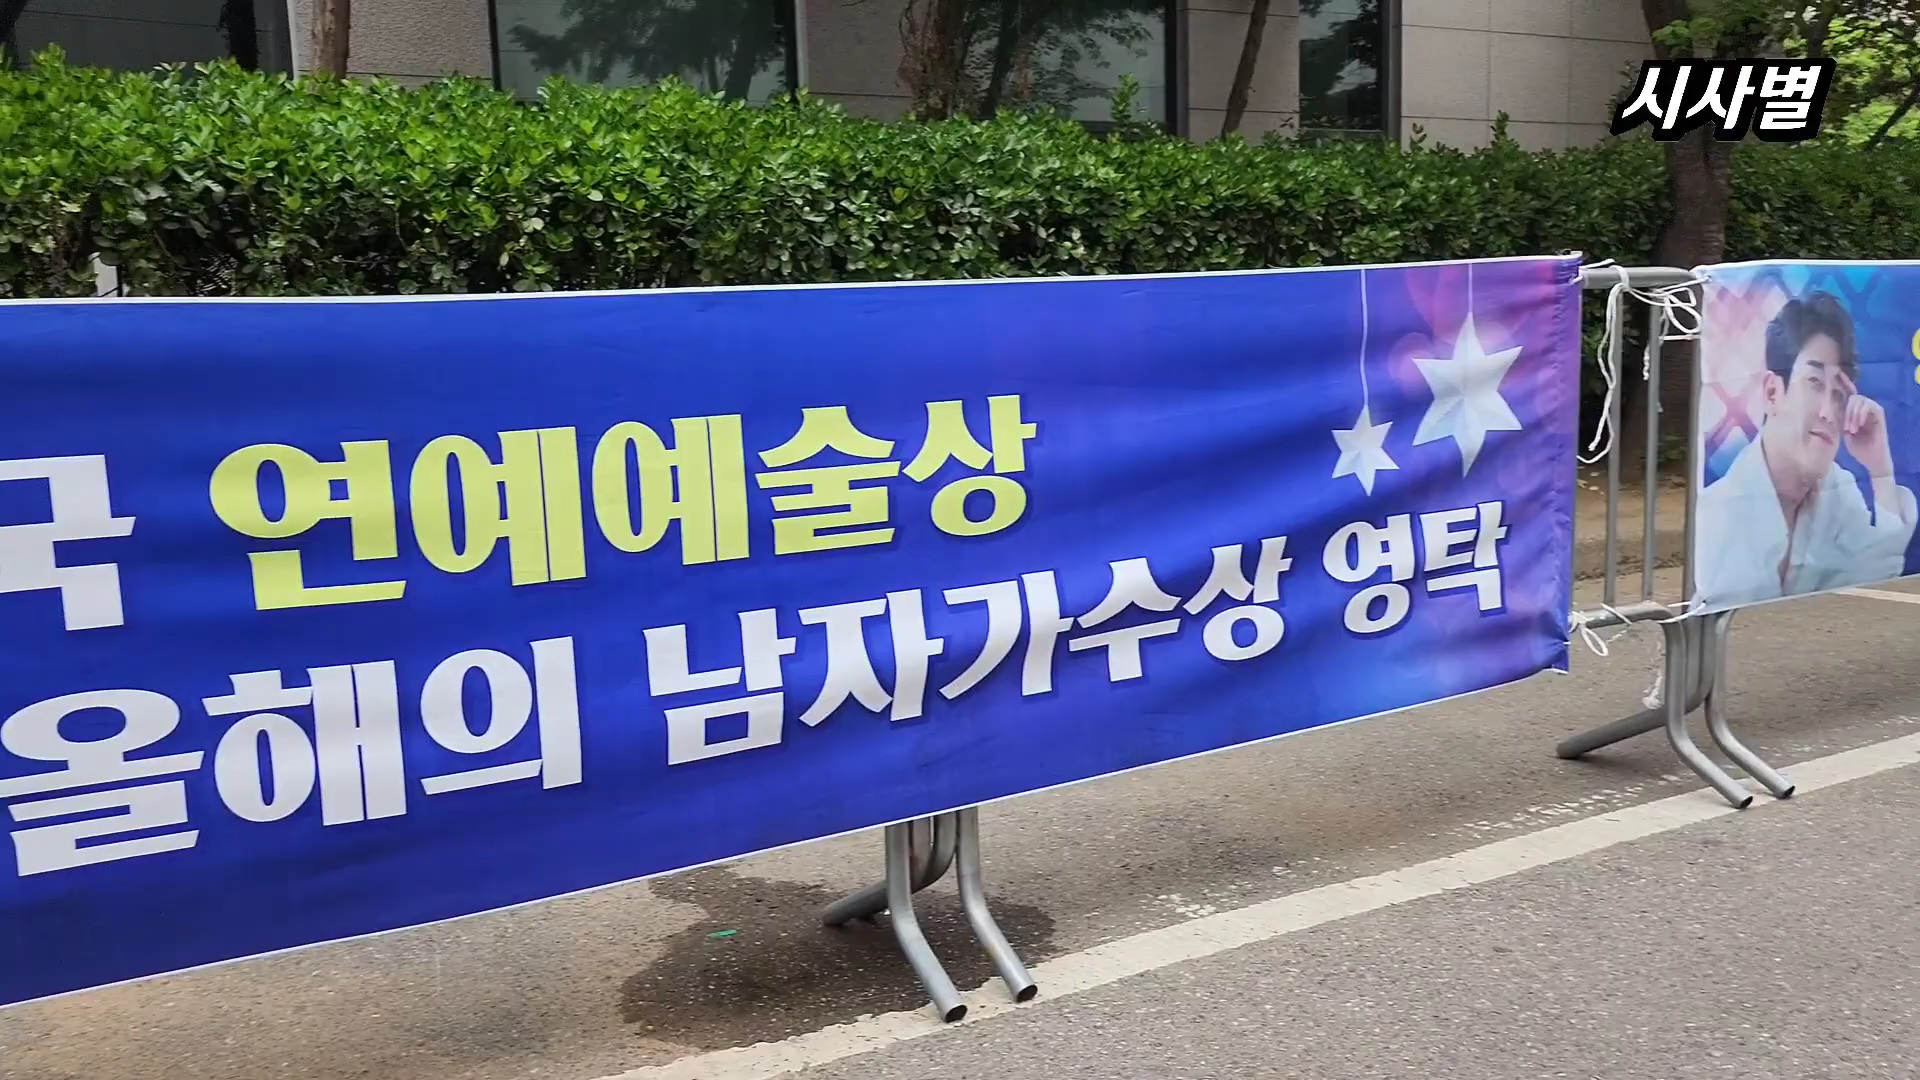 시사별
국 연예예술상
올해의 남자가수상 영탁